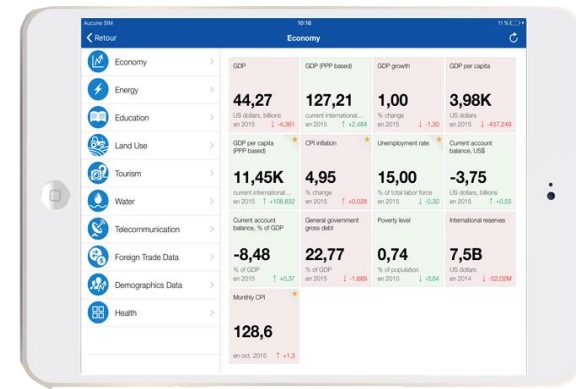 Aucune SIM 10:16 11 %
Retour Economy
Economy
Energy
Education
Land Use
Tourism
Water
Telecommunication
Foreign Trade Data
Demographics Data
Health
GDP
44,27
US dollars, billions
en 2015 ↓ -4,361
GDP (PPP based)
127,21
current international...
en 2015 ↑ +2,484
GDP growth
1,00
% change
en 2015 ↓ -1,30
GDP per capita
3,98K
US dollars
en 2015 ↓ -437,249
GDP per capita
(PPP based)
11,45K
current international...
en 2015 ↑ +106,832
CPI inflation
4,95
% change
en 2015 ↑ +0,026
Unemployment rate
15,00
% of total labor force
en 2015 ↓ -0,30
Current account
balance, US$
-3,75
US dollars, billions
en 2015 ↑ +0,55
Current account
balance, % of GDP
-8,48
% of GDP
en 2015 ↑ +0,37
General government
gross debt
22,77
% of GDP
en 2015 ↓ -1,689
Poverty level
0,74
% of population
en 2010 ↓ -0,64
International reserves
7,5B
US dollars
en 2014 ↓ -52,02M
Monthly CPI
128,6
en oct. 2015 ↑ +1,3